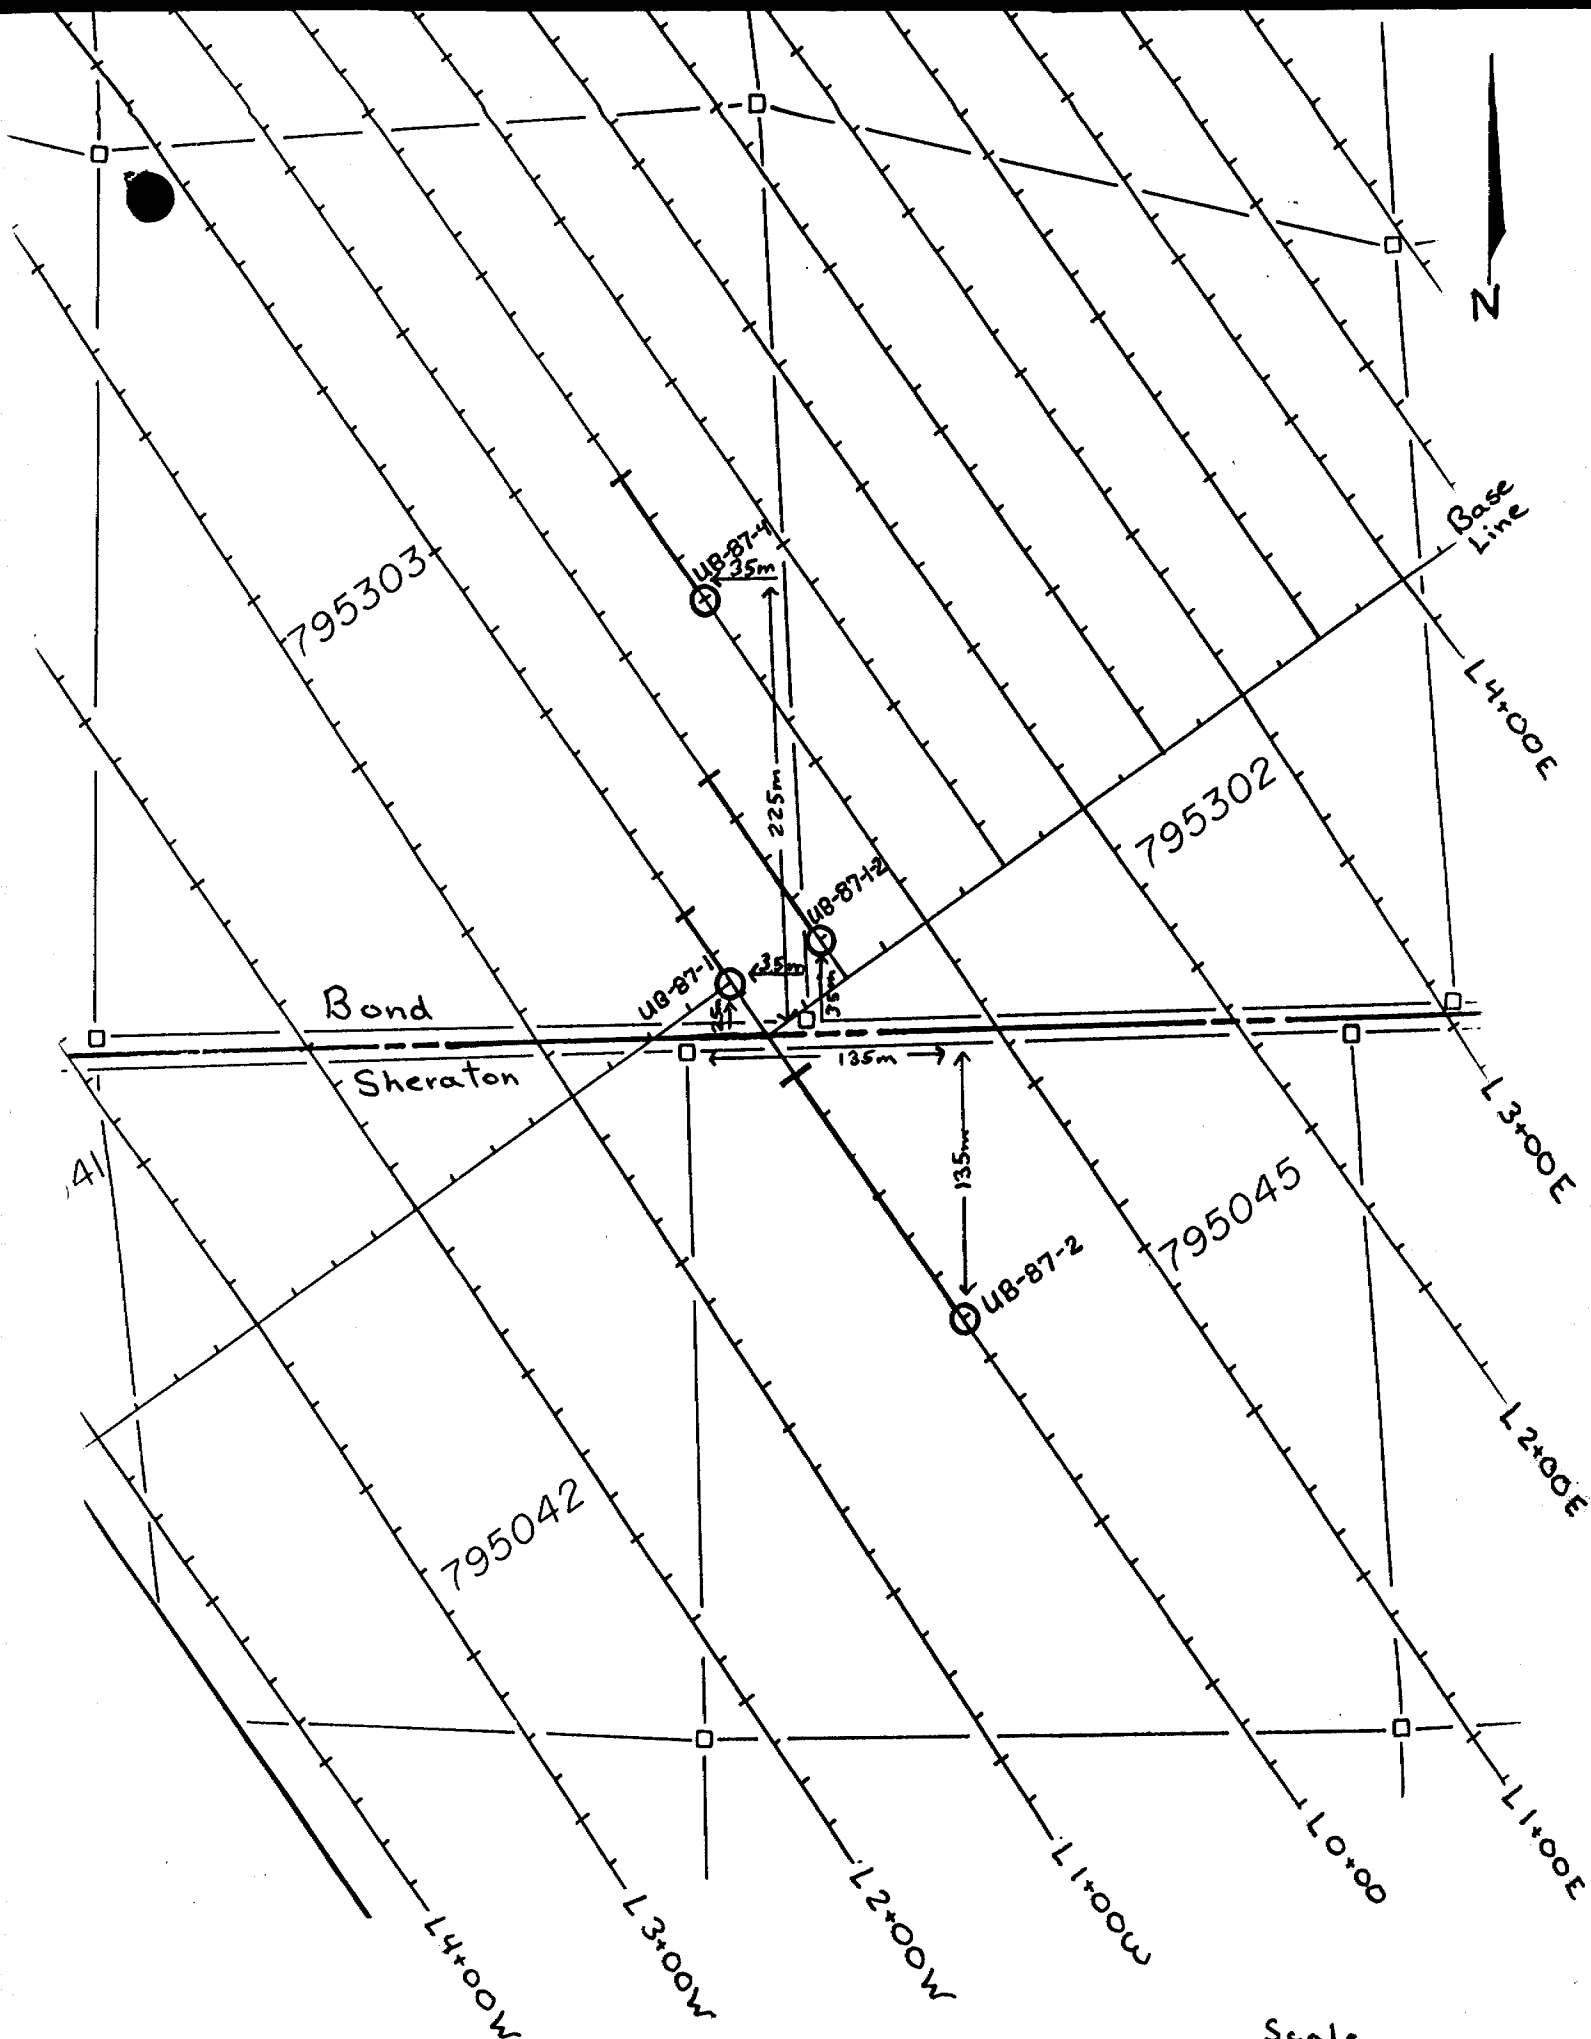 N
Base
Line
UB-87-4
35m
795303
L4+00E
225m
795302
UB-87-1-2
UB-87-1
35m
35m
Bond
Sheraton
135m
L3+00E
41
135m
795045
UB-87-2
L2+00E
795042
L1+00E
L0+00
L1+00W
L2+00W
L3+00W
L4+00W
Scale